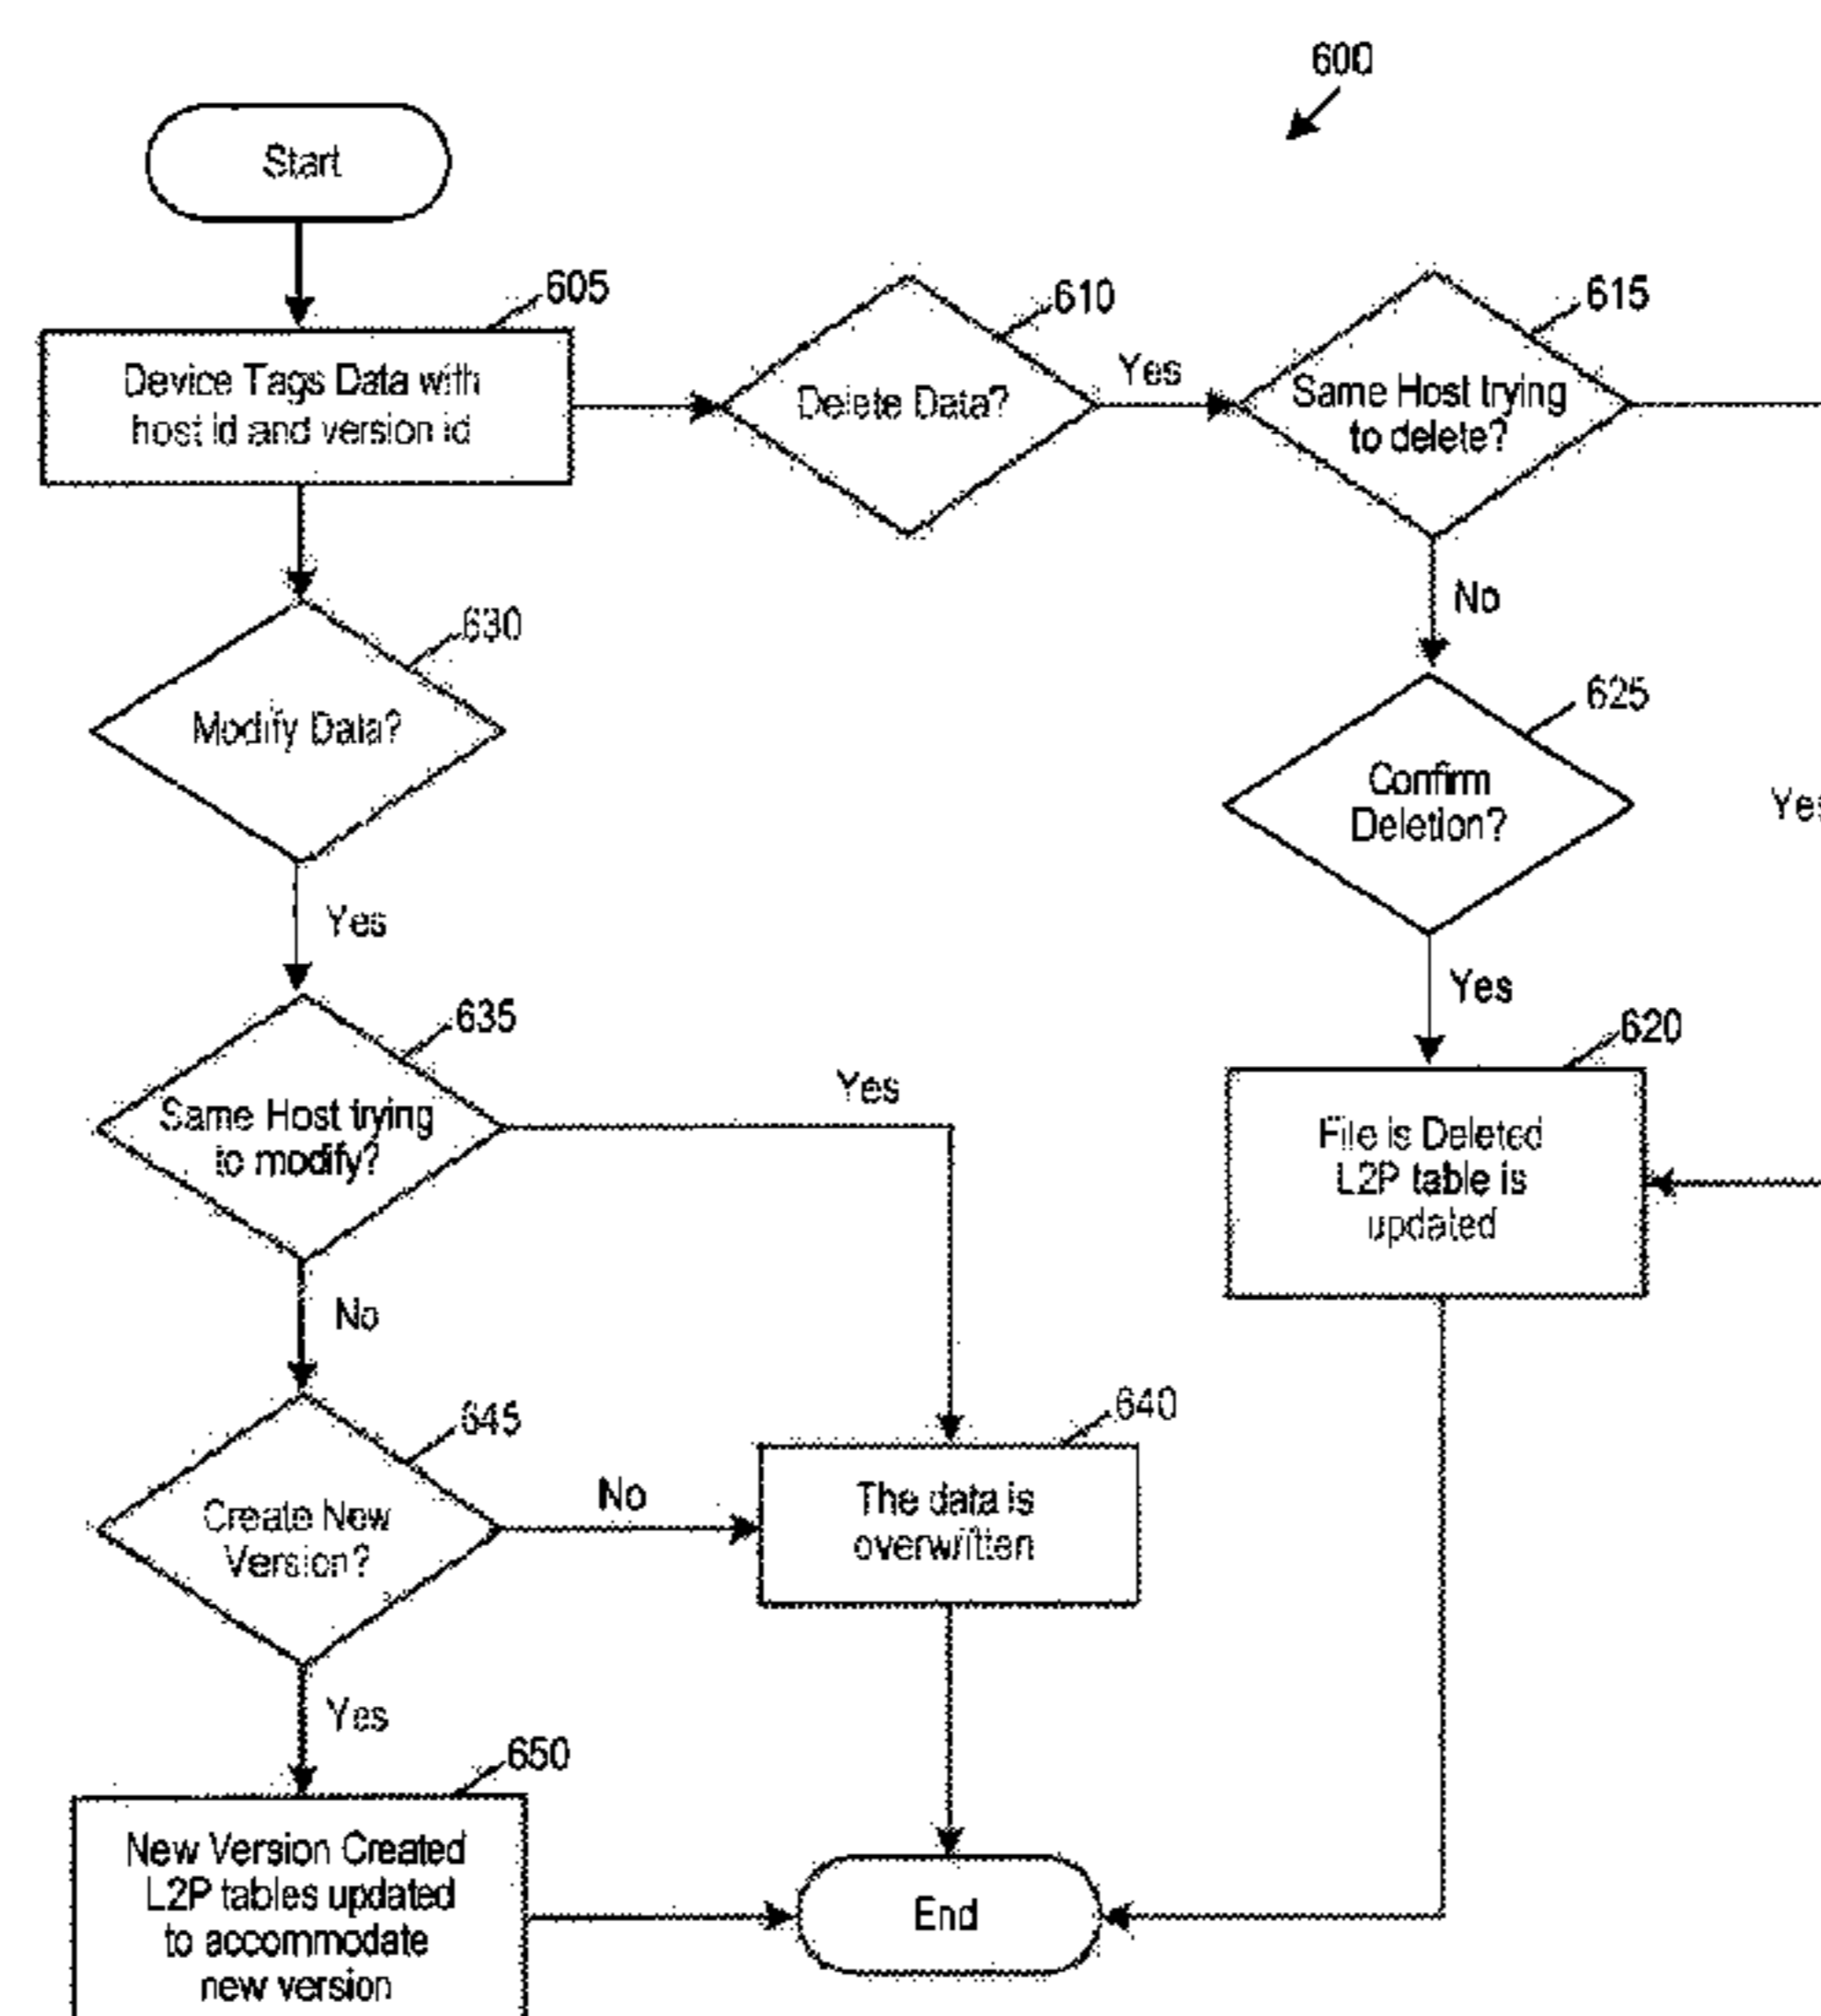 600
Start
605
Device Tags Data with
host id and version id
610
Delete Data?
Yes
615
Same Host trying
to delete?
No
630
Modify Data?
625
Confirm
Deletion?
Yes
Yes
Yes
635
Same Host trying
to modify?
Yes
620
File is Deleted
L2P table is
updated
No
645
Create New
Version?
No
640
The data is
overwritten
Yes
650
New Version Created
L2P tables updated
to accommodate
new version
End